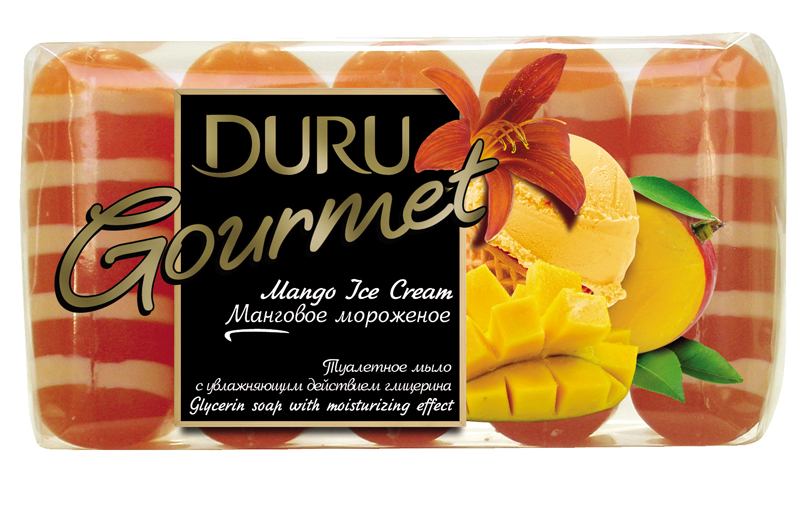 DURU
Gourmet
Mango Ice Cream
Манговое мороженое
Туалетное мыло
с увлажняющим действием глицерина
Glycerin soap with moisturizing effect